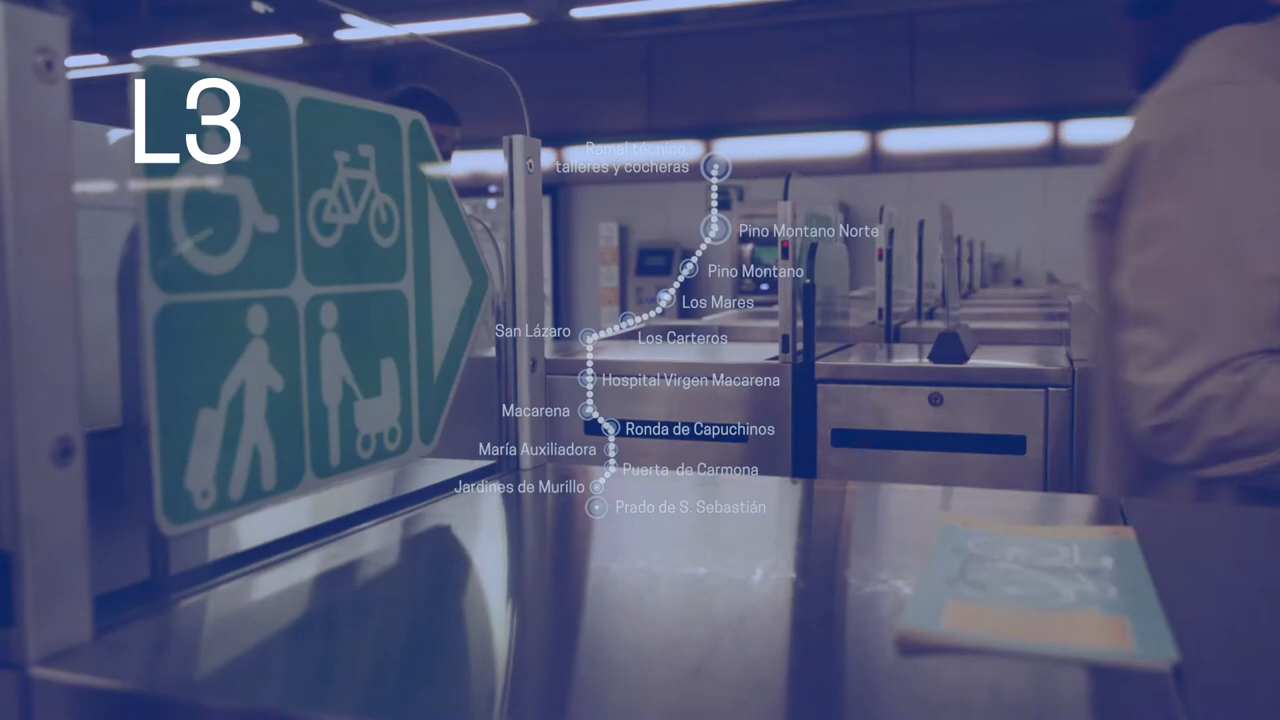 L3
Ramal técnico
talleres y cocheras
Pino Montano Norte
Pino Montano
Los Mares
San Lázaro
Los Carteros
Hospital Virgen Macarena
Macarena
Ronda de Capuchinos
María Auxiliadora
Puerta de Carmona
Jardines de Murillo
Prado de S. Sebastián